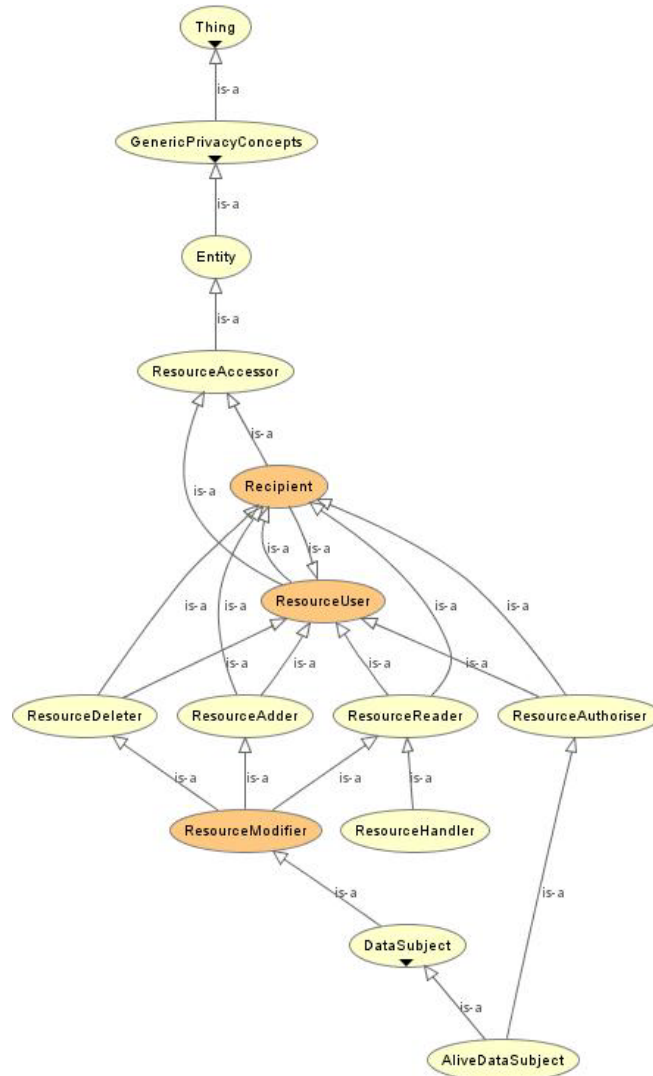 Thing
is-a
GenericPrivacyConcepts
is-a
Entity
is-a
ResourceAccessor
is-a
Recipient
is-a
is-a is-a
ResourceUser
is-a is-a is-a is-a
is-a is-a is-a is-a
ResourceDeleter ResourceAdder ResourceReader ResourceAuthoriser
is-a is-a is-a is-a
ResourceModifier ResourceHandler
is-a is-a
DataSubject
is-a
AliveDataSubject